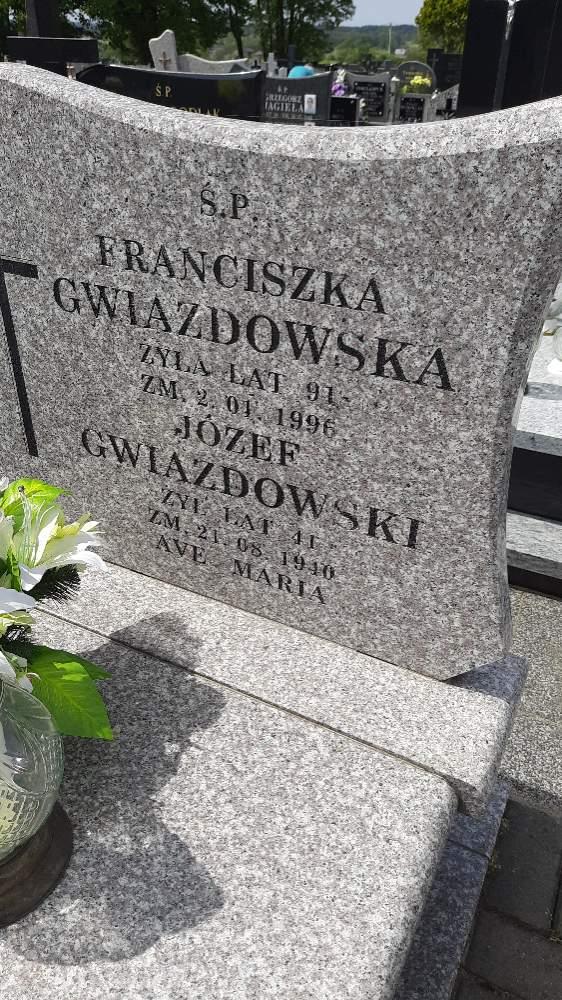 Ś.P.
FRANCISZKA
GWIAZDOWSKA
ŻYŁA LAT 91
ZM. 2. 01. 1996
JÓZEF
GWIAZDOWSKI
ŻYŁ LAT 41
ZM. 21. 08. 1940
AVE MARIA
Ś.P.
Ś.P.
GRZEGORZ